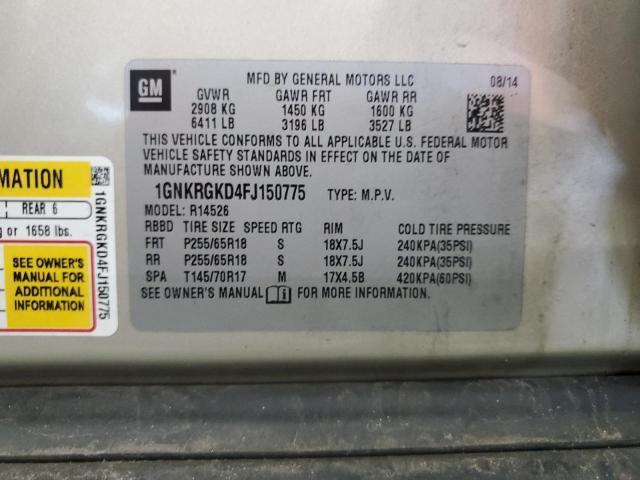 GM
MFD BY GENERAL MOTORS LLC
08/14
GVWR GAWR FRT GAWR RR
2908 KG 1450 KG 1600 KG
6411 LB 3196 LB 3527 LB
THIS VEHICLE CONFORMS TO ALL APPLICABLE U.S. FEDERAL MOTOR
VEHICLE SAFETY STANDARDS IN EFFECT ON THE DATE OF
MANUFACTURE SHOWN ABOVE.
1GNKRGKD4FJ150775 TYPE: M.P.V.
MODEL: R14526
RBBD TIRE SIZE SPEED RTG RIM COLD TIRE PRESSURE
FRT P255/65R18 S 18X7.5J 240KPA(35PSI)
RR P255/65R18 S 18X7.5J 240KPA(35PSI)
SPA T145/70R17 M 17X4.5B 420KPA(60PSI)
SEE OWNER'S MANUAL FOR MORE INFORMATION.
MATION
REAR 6
g or 1658 lbs.
SEE OWNER'S
MANUAL FOR
ADDITIONAL
INFORMATION
1GNKRGKD4FJ150775